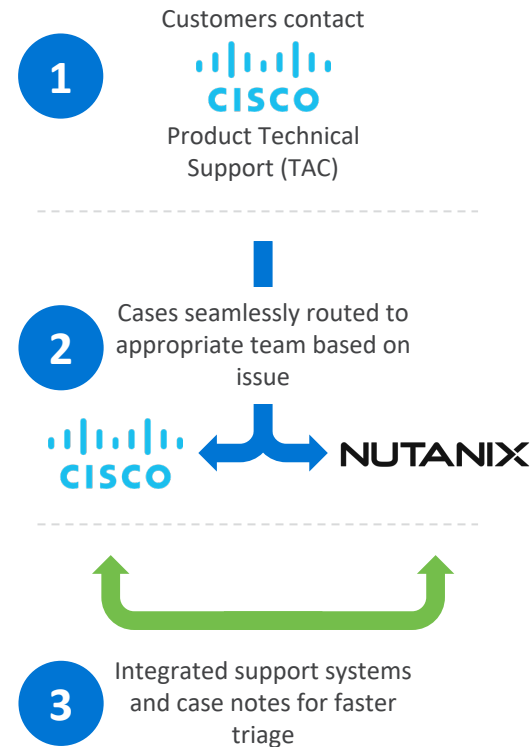 Customers contact
1
CISCO
Product Technical
Support (TAC)
Cases seamlessly routed to
2
appropriate team based on
issue
CISCO
NUTANIX
Integrated support systems
3
and case notes for faster
triage